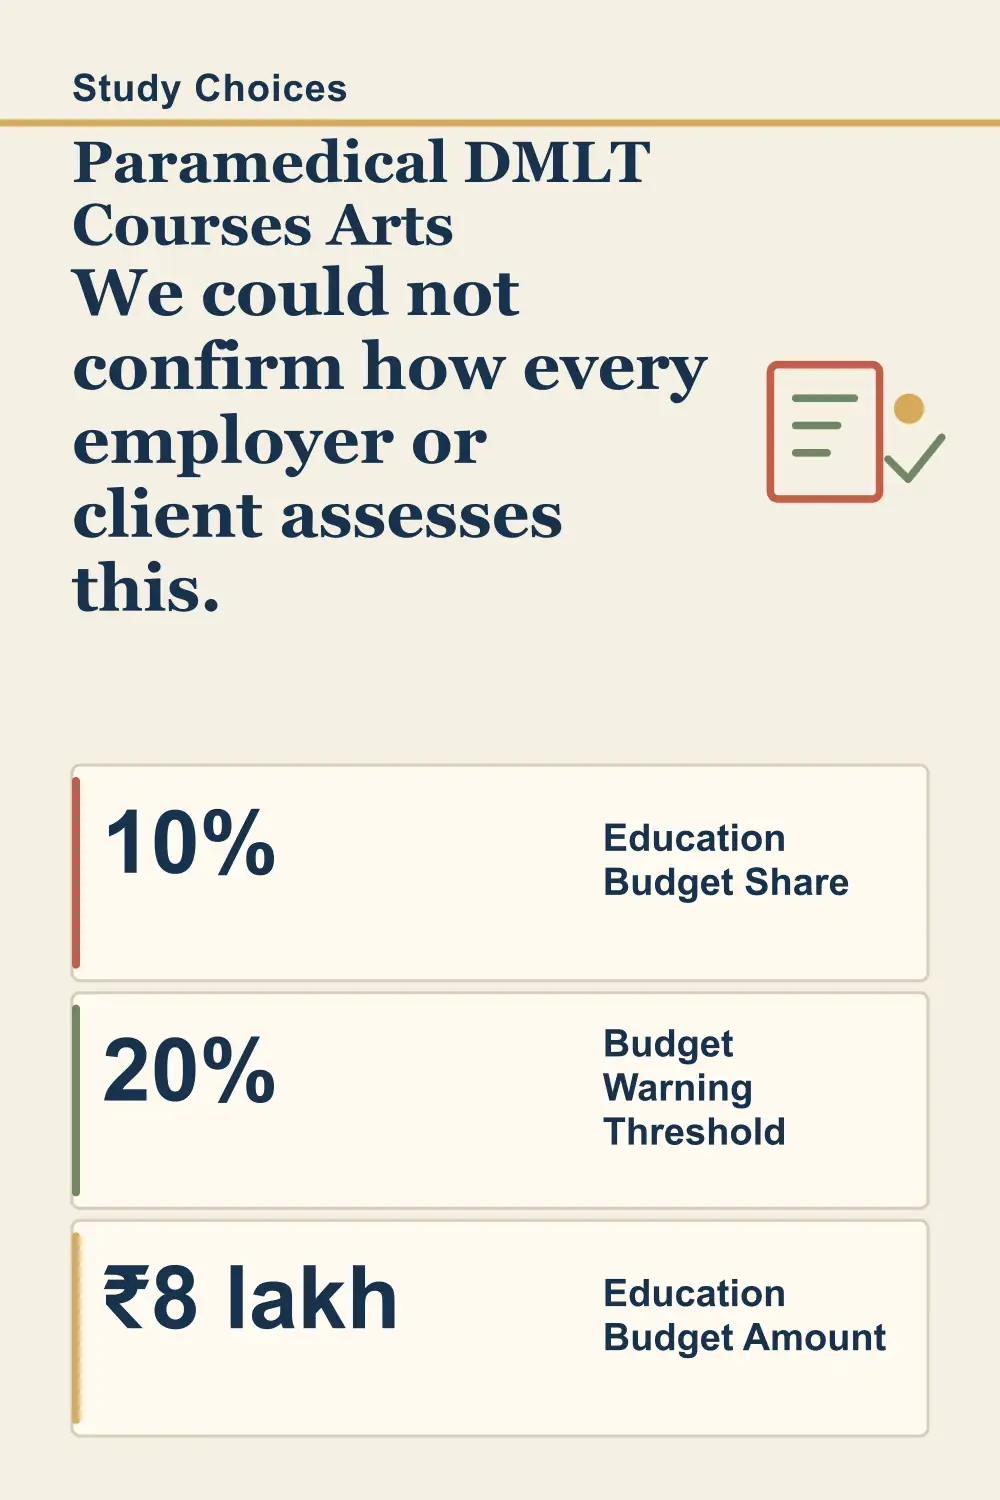 Study Choices
Paramedical DMLT
Courses Arts
We could not
confirm how every
employer or
client assesses
this.
10%
Education
Budget Share
20%
Budget
Warning
Threshold
₹8 lakh
Education
Budget Amount